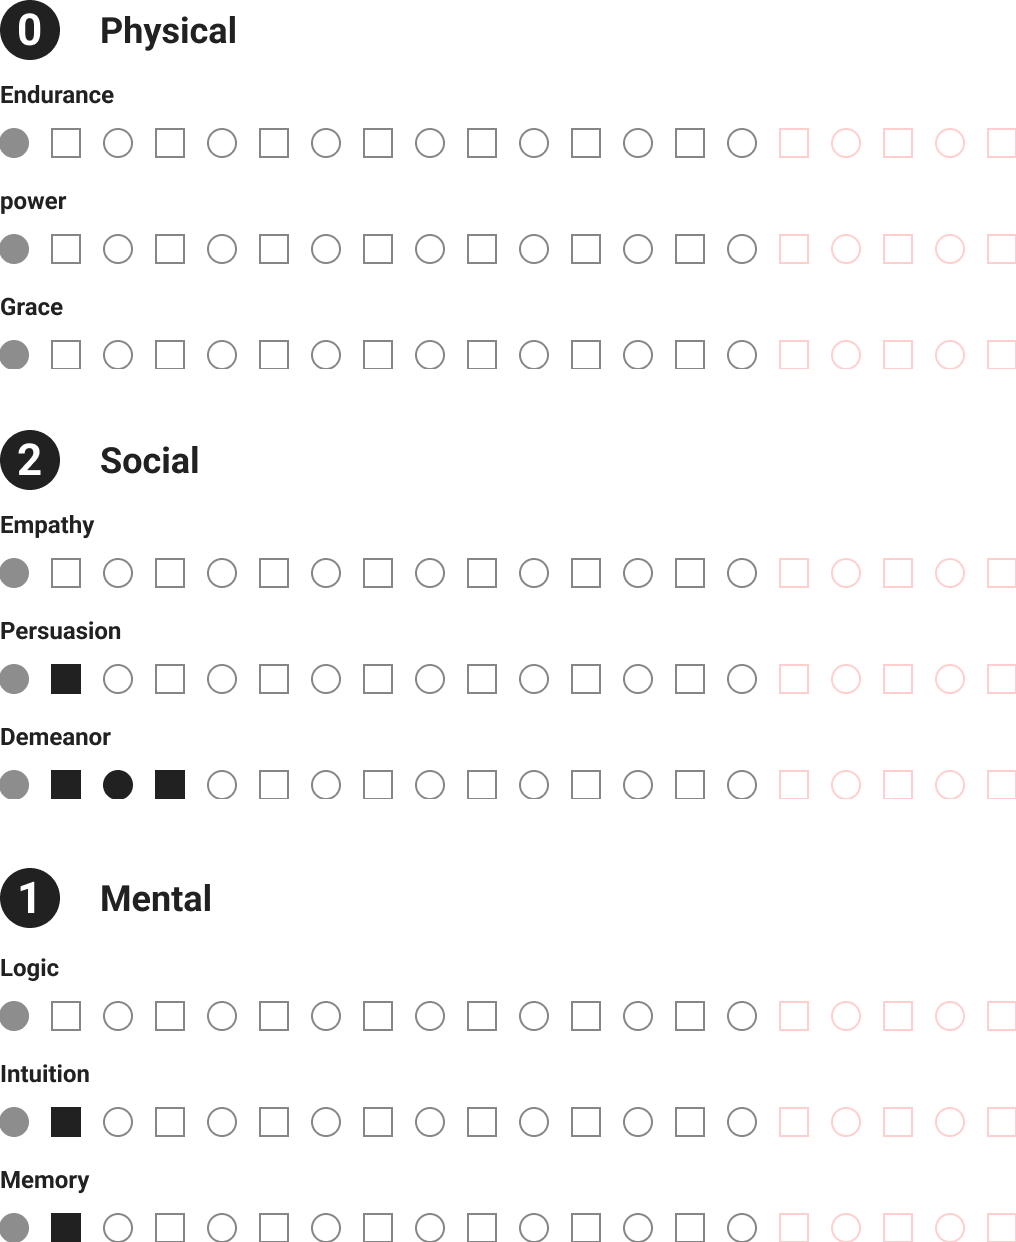 0 Physical
Endurance
power
Grace
2 Social
Empathy
Persuasion
Demeanor
1 Mental
Logic
Intuition
Memory